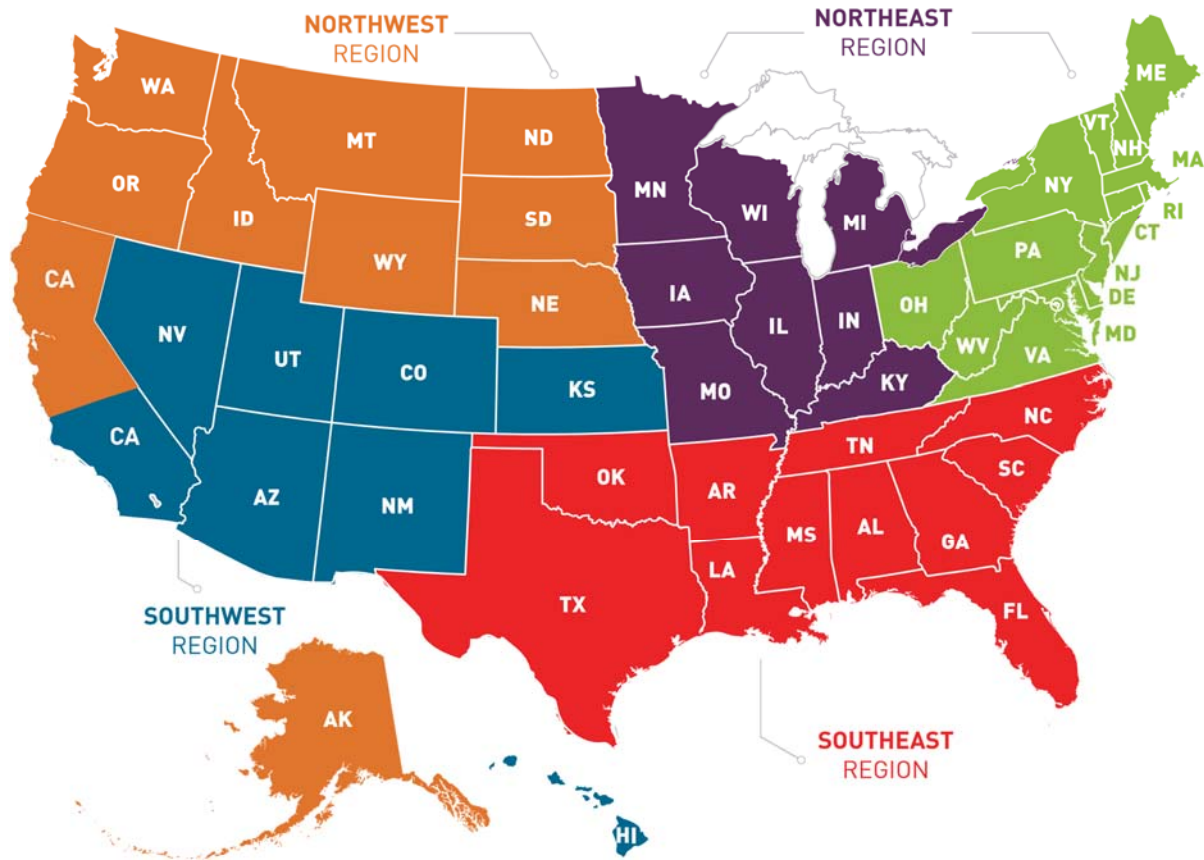 NORTHWEST
REGION
NORTHEAST
REGION
WA
MT
ND
MN
ME
VT
NH
MA
OR
ID
SD
WI
MI
NY
RI
CT
WY
CA
NE
IA
PA
NJ
DE
MD
NV
UT
CO
KS
IL
IN
OH
WV
VA
MO
KY
CA
AZ
NM
OK
AR
TN
NC
SC
MS
AL
GA
LA
TX
FL
SOUTHWEST
REGION
AK
HI
SOUTHEAST
REGION